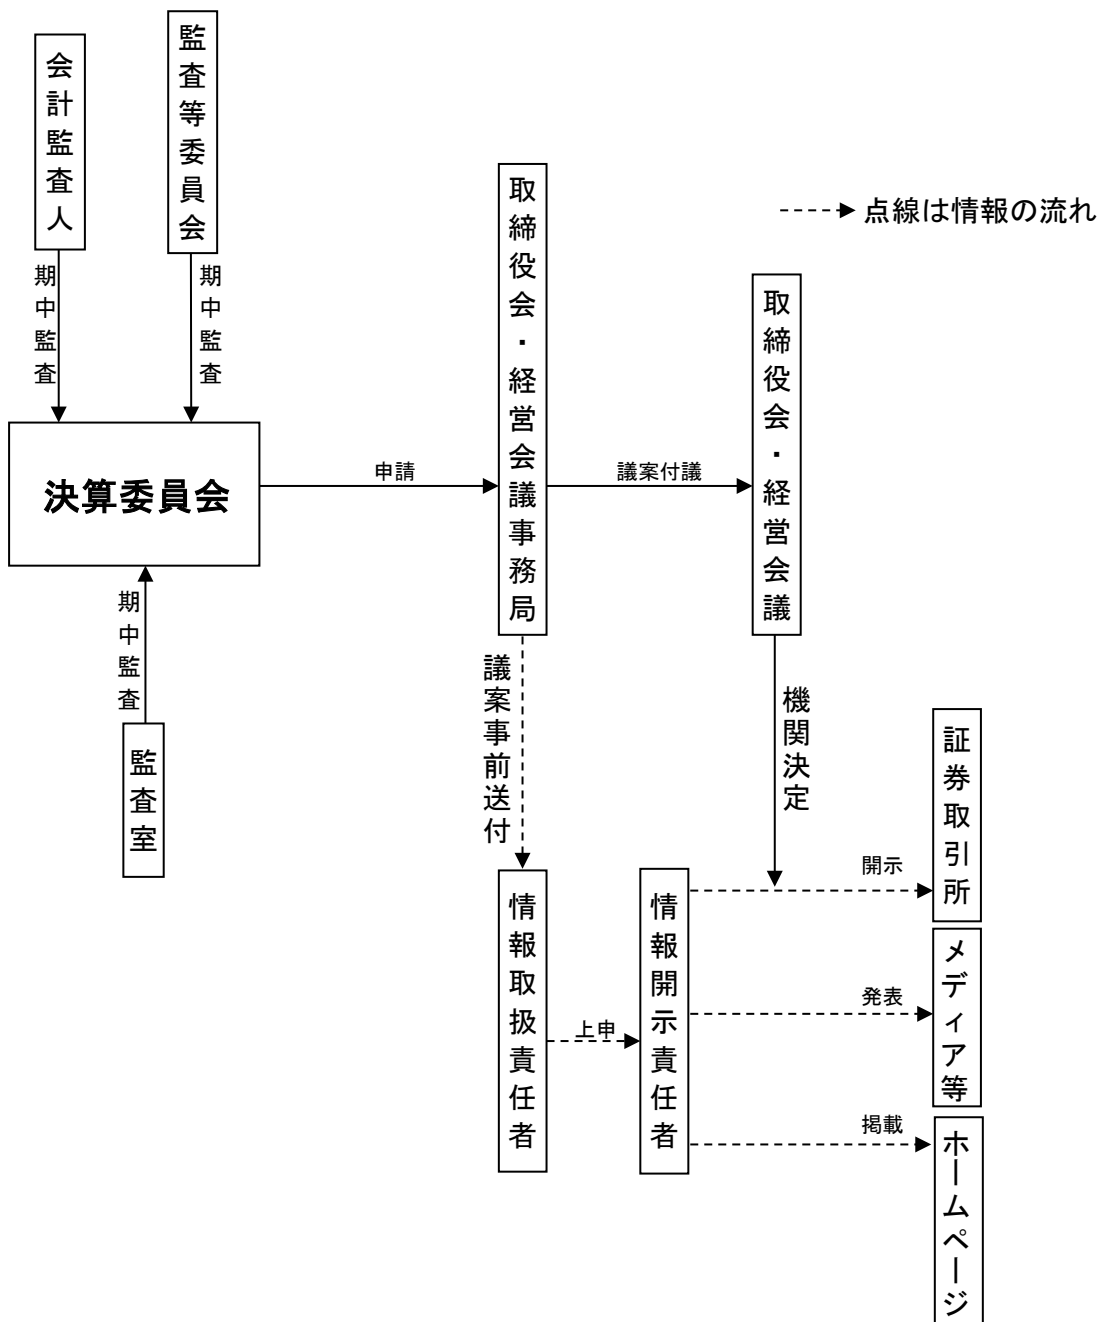 会計監査人
監査等委員会
期中監査
期中監査
取締役会・経営会議事務局
点線は情報の流れ
取締役会・経営会議
決算委員会
申請
議案付議
期中監査
監査室
議案事前送付
機関決定
証券取引所
開示
情報取扱責任者
上申
情報開示責任者
メディア等
発表
掲載
ホームページ